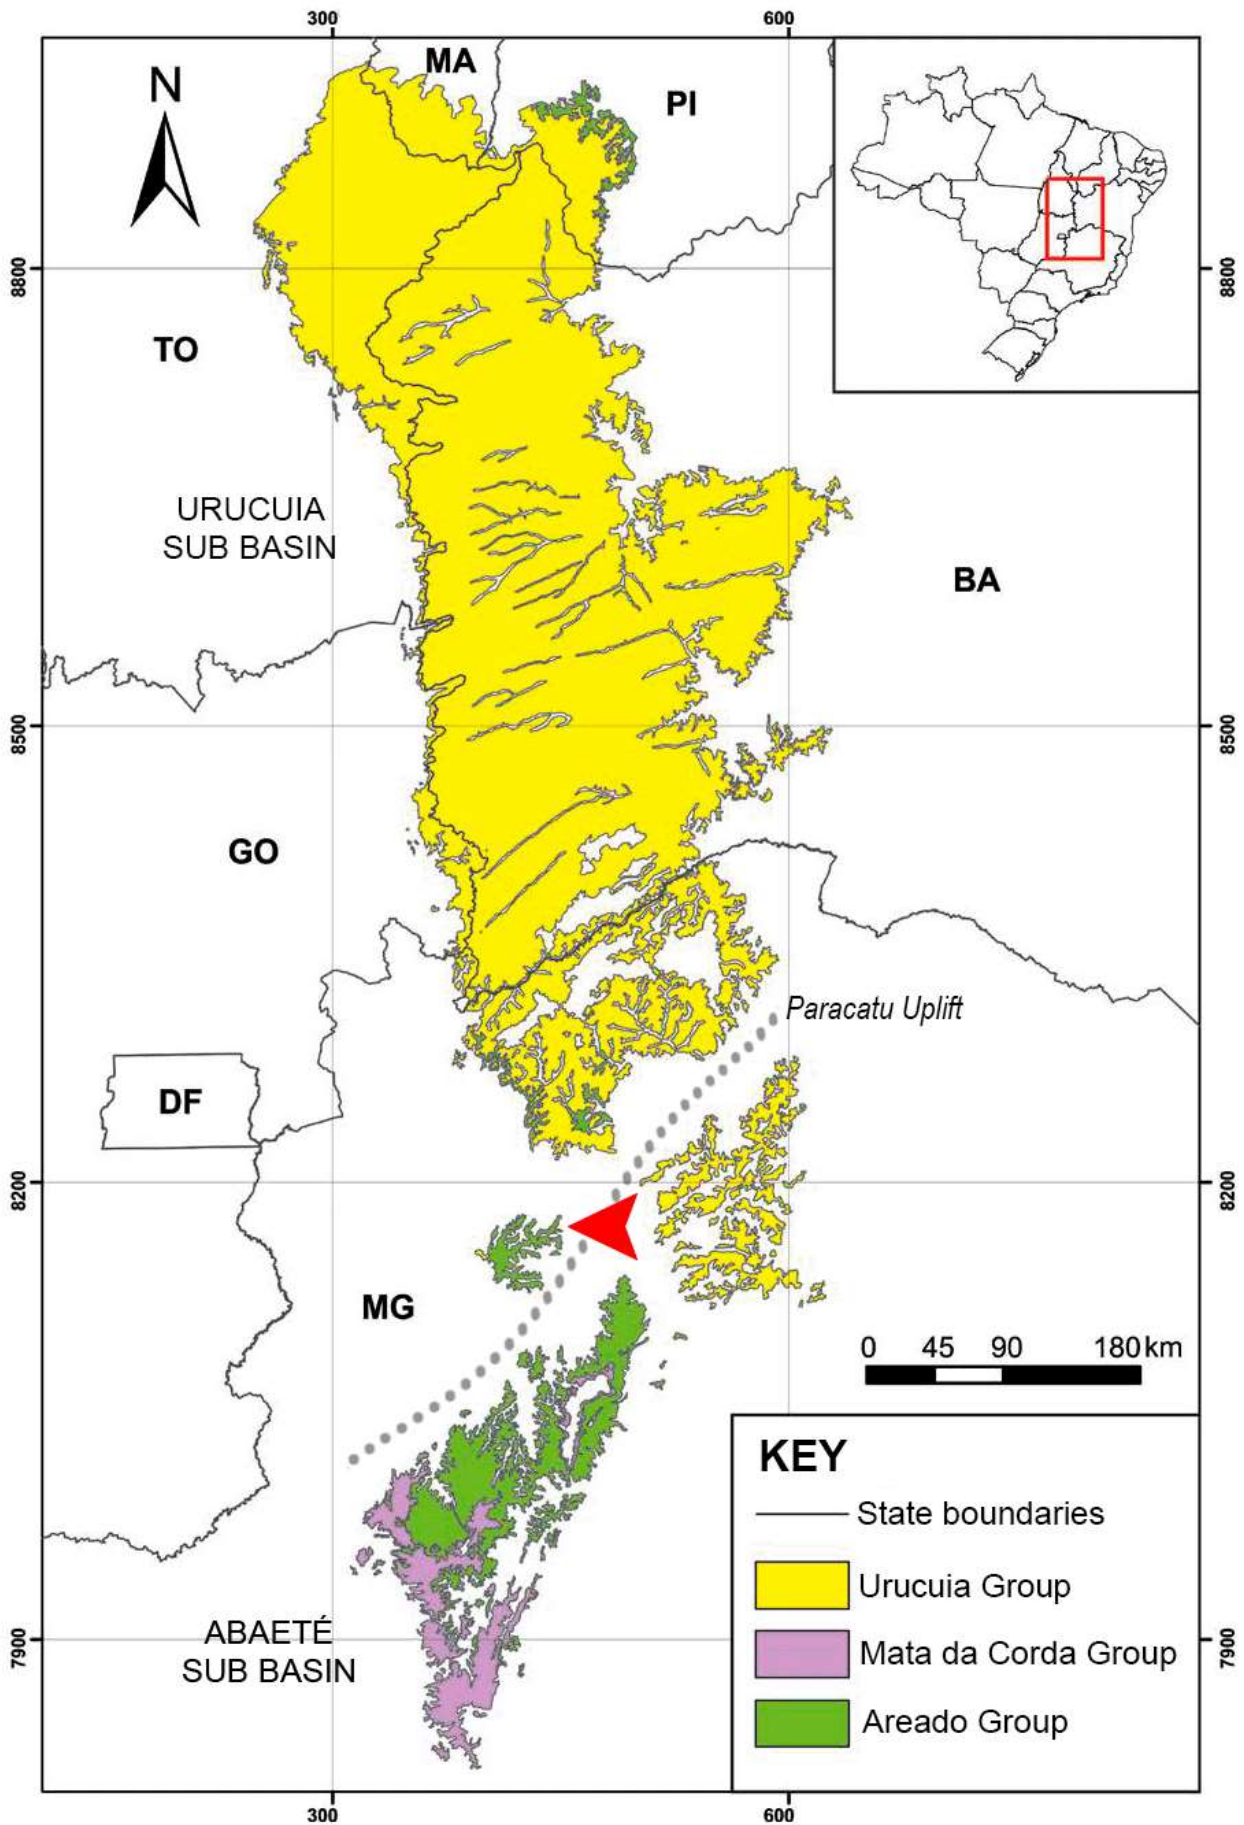 300
600
N
MA
PI
8800
8800
TO
URUCUIA
SUB BASIN
BA
8500
8500
GO
Paracatu Uplift
DF
8200
8200
MG
0 45 90 180 km
KEY
State boundaries
Urucuia Group
Mata da Corda Group
Areado Group
ABAETÉ
SUB BASIN
7900
7900
300
600